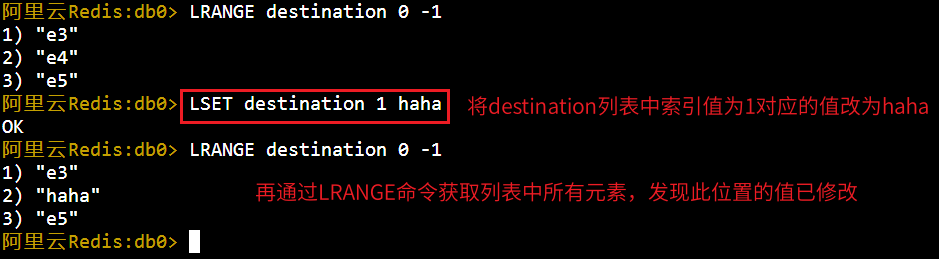 阿里云Redis:db0> LRANGE destination 0 -1
1) "e3"
2) "e4"
3) "e5"
阿里云Redis:db0> LSET destination 1 haha 将destination列表中索引值为1对应的值改为haha
OK
阿里云Redis:db0> LRANGE destination 0 -1
1) "e3"
2) "haha" 再通过LRANGE命令获取列表中所有元素，发现此位置的值已修改
3) "e5"
阿里云Redis:db0>